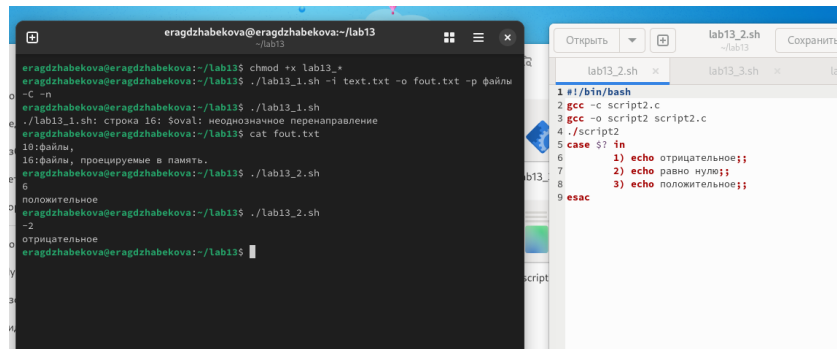 eragdzhabekova@eragdzhabekova:~/lab13
~/lab13
eragdzhabekova@eragdzhabekova:~/lab13$ chmod +x lab13_*
eragdzhabekova@eragdzhabekova:~/lab13$ ./lab13_1.sh -i text.txt -o fout.txt -p файлы
-C -n
eragdzhabekova@eragdzhabekova:~/lab13$ ./lab13_1.sh
./lab13_1.sh: строка 16: $oval: неоднозначное перенаправление
eragdzhabekova@eragdzhabekova:~/lab13$ cat fout.txt
10:файлы,
16:файлы, проецируемые в память.
eragdzhabekova@eragdzhabekova:~/lab13$ ./lab13_2.sh
6
положительное
eragdzhabekova@eragdzhabekova:~/lab13$ ./lab13_2.sh
-2
отрицательное
eragdzhabekova@eragdzhabekova:~/lab13$
script
Открыть
lab13_2.sh
~/lab13
Сохранить
lab13_2.sh ×
lab13_3.sh ×
1 #!/bin/bash
2 gcc -c script2.c
3 gcc -o script2 script2.c
4 ./script2
5 case $? in
6 1) echo отрицательное;;
7 2) echo равно нулю;;
8 3) echo положительное;;
9 esac